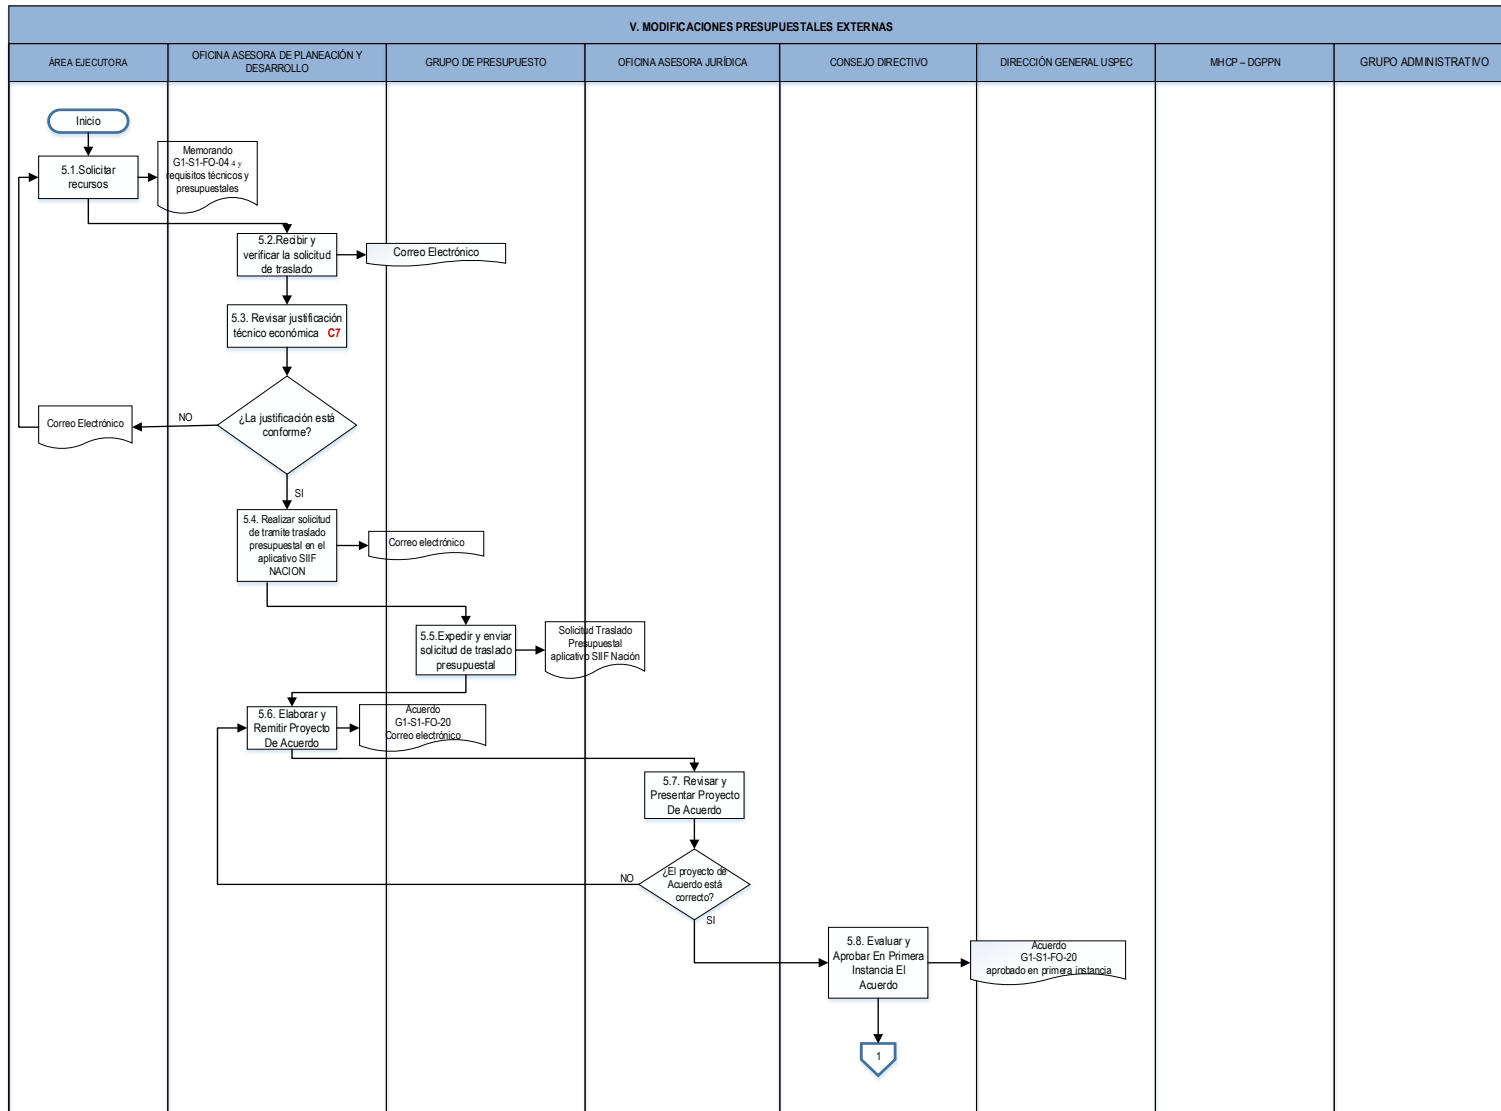 V. MODIFICACIONES PRESUPUESTALES EXTERNAS
ÁREA EJECUTORA
OFICINA ASESORA DE PLANEACIÓN Y
DESARROLLO
GRUPO DE PRESUPUESTO
OFICINA ASESORA JURÍDICA
CONSEJO DIRECTIVO
DIRECCIÓN GENERAL USPEC
MHCP – DGPPN
GRUPO ADMINISTRATIVO
Inicio
5.1.Solicitar
recursos
Memorando
G1-S1-FO-04 4 y
requisitos técnicos y
presupuestales
5.2.Recibir y
verificar la solicitud
de traslado
Correo Electrónico
5.3. Revisar justificación
técnico económica C7
¿La justificación está
conforme?
NO
Correo Electrónico
SI
5.4. Realizar solicitud
de tramite traslado
presupuestal en el
aplicativo SIIF
NACION
Correo electrónico
5.5.Expedir y enviar
solicitud de traslado
presupuestal
Solicitud Traslado
Presupuestal
aplicativo SIIF Nación
5.6. Elaborar y
Remitir Proyecto
De Acuerdo
Acuerdo
G1-S1-FO-20
Correo electrónico
5.7. Revisar y
Presentar Proyecto
De Acuerdo
¿El proyecto de
Acuerdo está
correcto?
NO
SI
5.8. Evaluar y
Aprobar En Primera
Instancia El
Acuerdo
Acuerdo
G1-S1-FO-20
aprobado en primera instancia
1